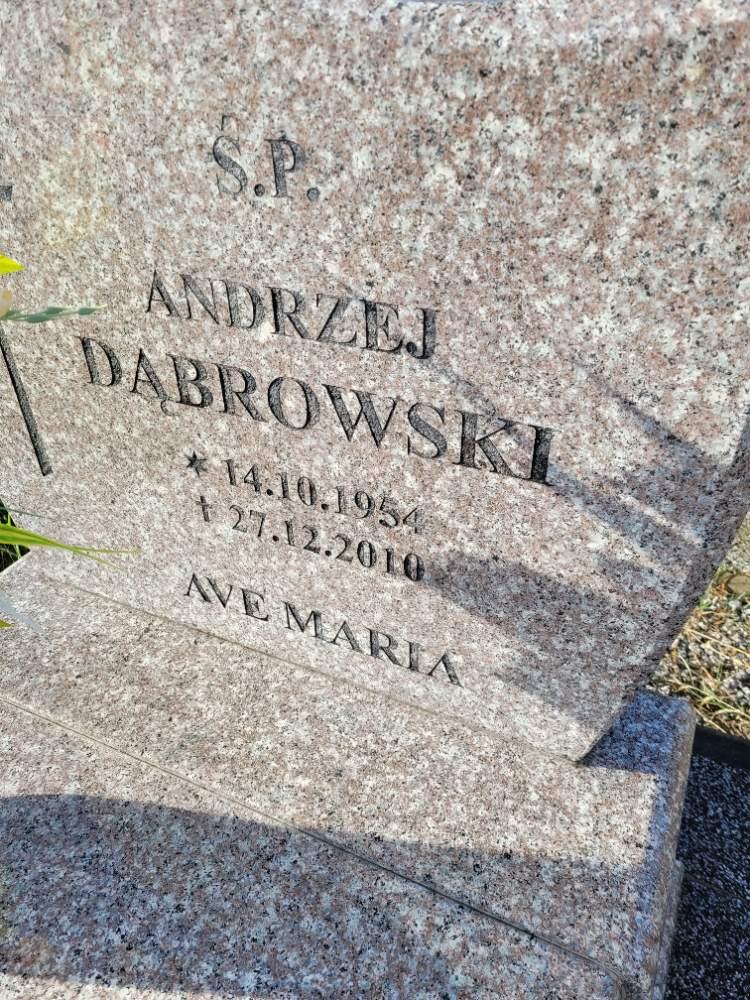 Ś.P.
ANDRZEJ
DĄBROWSKI
* 14.10.1954
† 27.12.2010
AVE MARIA